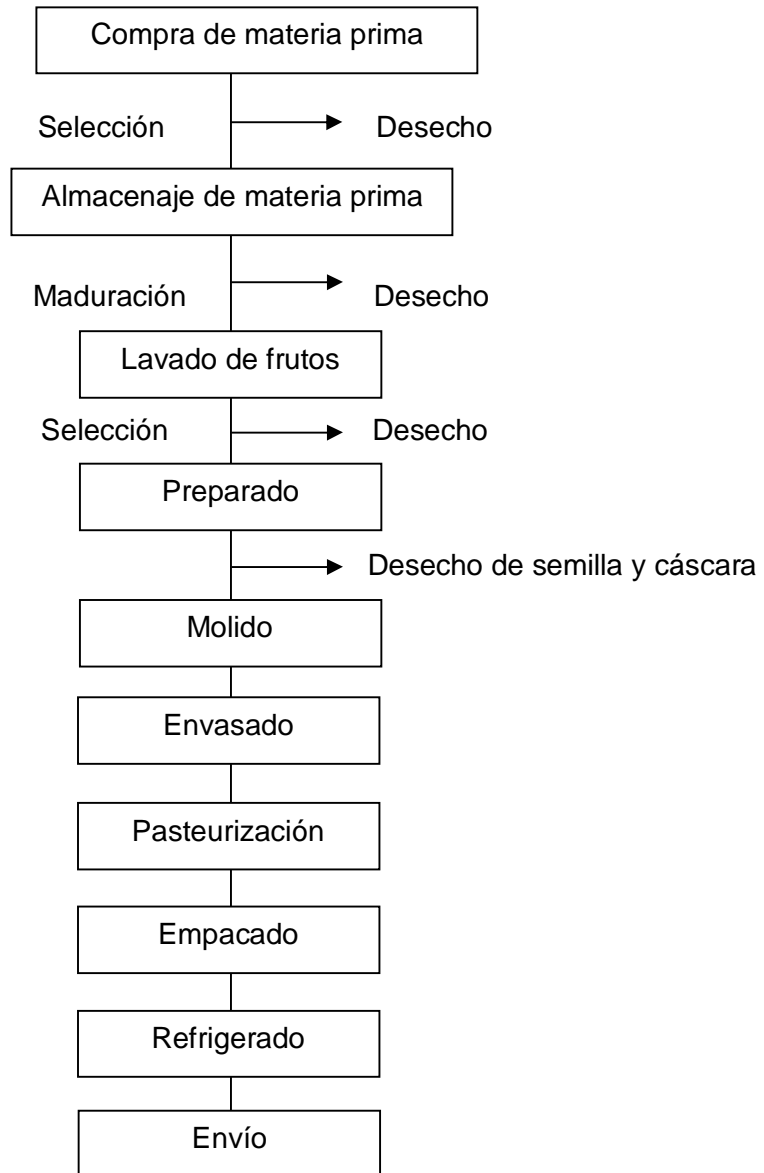 Compra de materia prima
Selección Desecho
Almacenaje de materia prima
Maduración Desecho
Lavado de frutos
Selección Desecho
Preparado
Desecho de semilla y cáscara
Molido
Envasado
Pasteurización
Empacado
Refrigerado
Envío